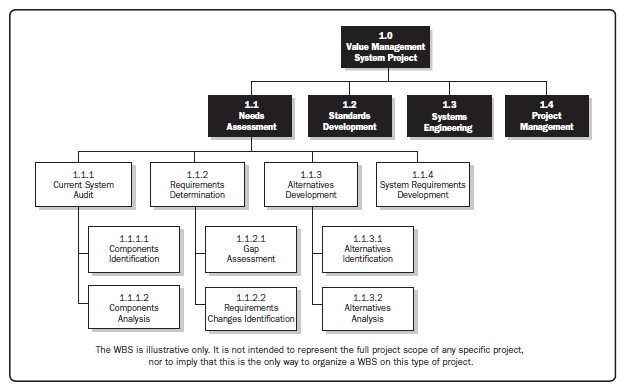 1.0
Value Management
System Project
1.1
Needs
Assessment
1.2
Standards
Development
1.3
Systems
Engineering
1.4
Project
Management
1.1.1
Current System
Audit
1.1.2
Requirements
Determination
1.1.3
Alternatives
Development
1.1.4
System Requirements
Development
1.1.1.1
Components
Identification
1.1.2.1
Gap
Assessment
1.1.3.1
Alternatives
Identification
1.1.1.2
Components
Analysis
1.1.2.2
Requirements
Changes Identification
1.1.3.2
Alternatives
Analysis
The WBS is illustrative only. It is not intended to represent the full project scope of any specific project,
nor to imply that this is the only way to organize a WBS on this type of project.